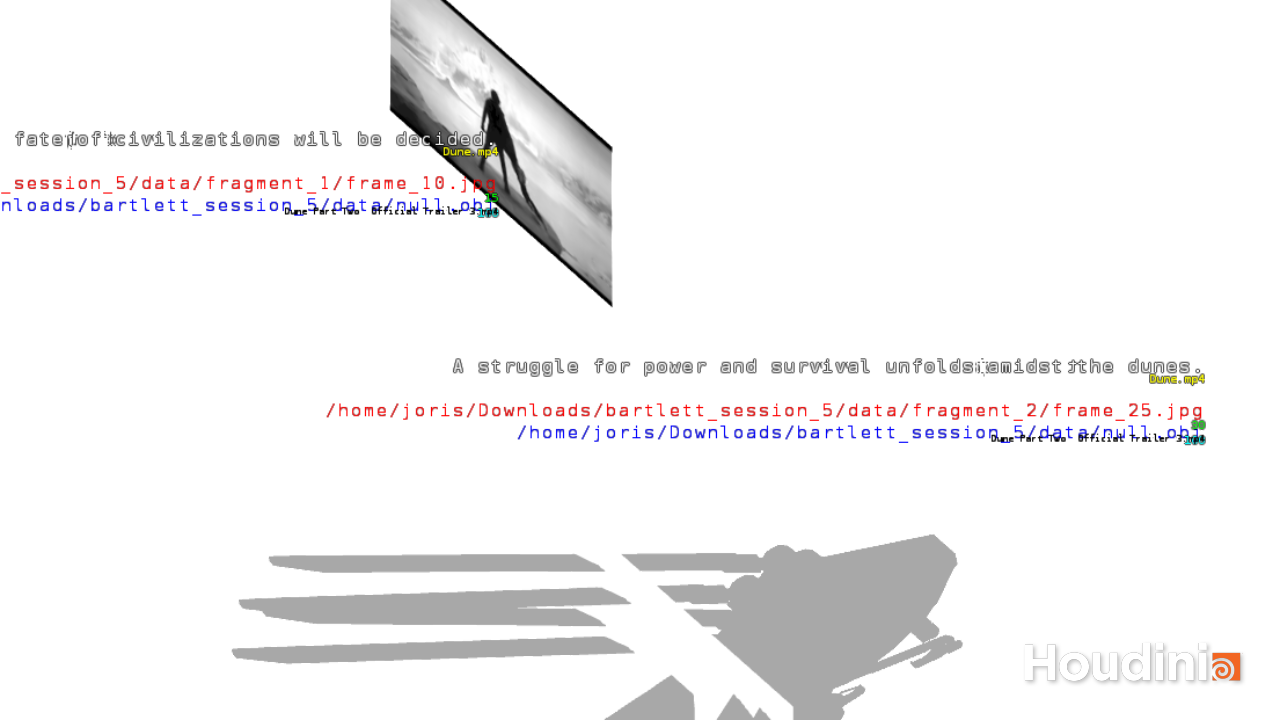 fate of civilizations will be decided.
Dune.mp4
_session_5/data/fragment_1/frame_10.jpg
15
nloads/bartlett_session_5/data/null.obj
Dune Part Two Official Trailer 3.mp4
A struggle for power and survival unfolds amidst the dunes.
Dune.mp4
/home/joris/Downloads/bartlett_session_5/data/fragment_2/frame_25.jpg
/home/joris/Downloads/bartlett_session_5/data/null.obj
Dune Part Two Official Trailer 3.mp4
Houdini